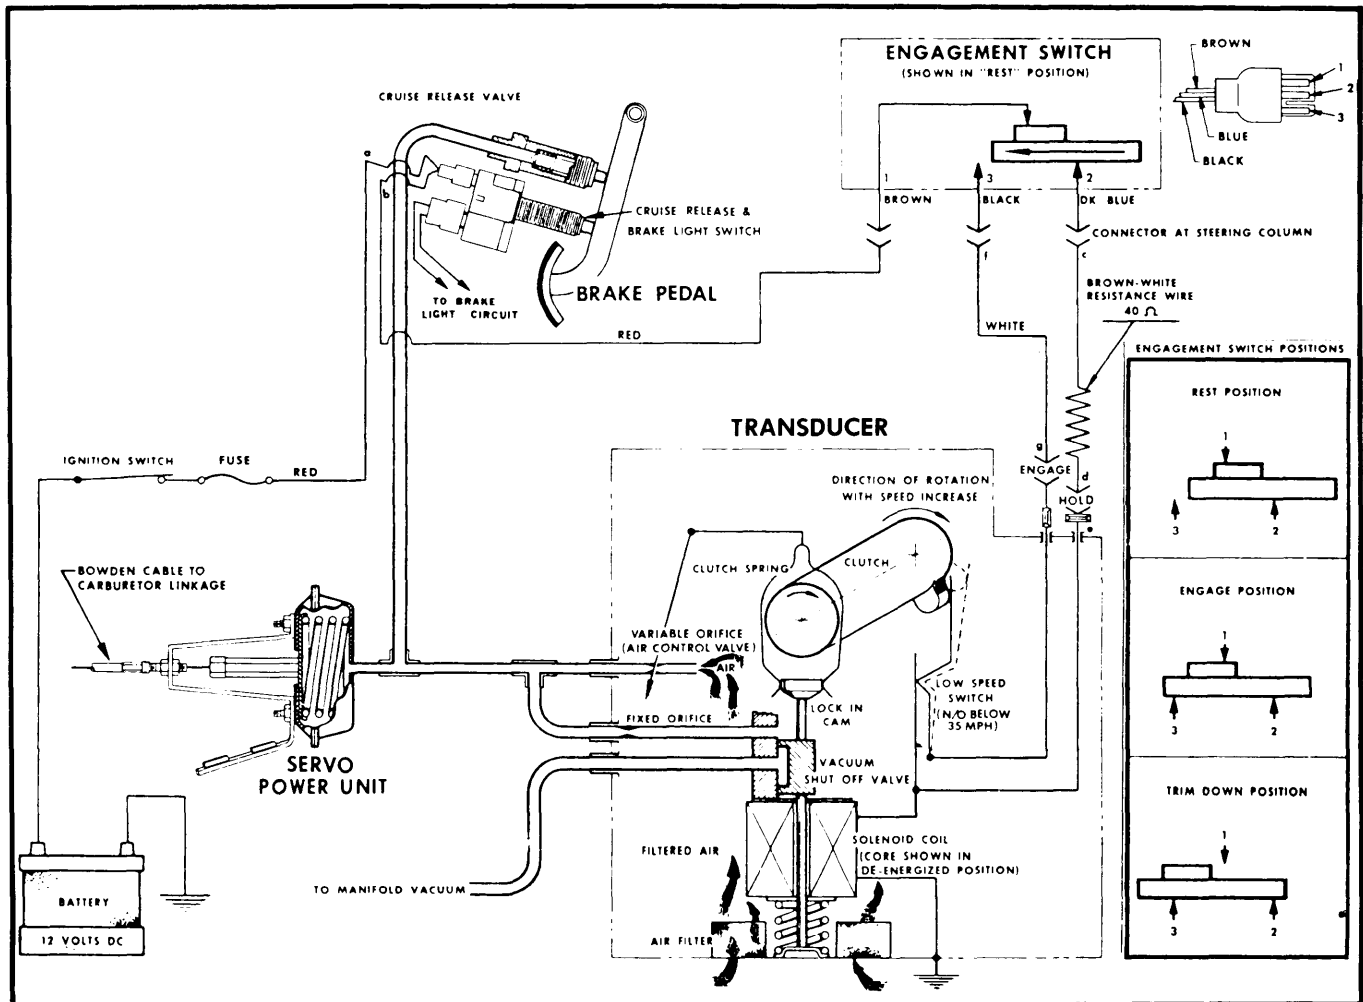 ENGAGEMENT SWITCH
(SHOWN IN "REST" POSITION)
BROWN
1
2
3
BLUE
BLACK
CRUISE RELEASE VALVE
a
b
CRUISE RELEASE &
BRAKE LIGHT SWITCH
BRAKE PEDAL
TO BRAKE
LIGHT CIRCUIT
RED
1
3
2
BROWN
BLACK
DK BLUE
CONNECTOR AT STEERING COLUMN
f
c
BROWN-WHITE
RESISTANCE WIRE
40 Ω
WHITE
g
ENGAGE
d
HOLD
e
ENGAGEMENT SWITCH POSITIONS
REST POSITION
1
3
2
ENGAGE POSITION
1
3
2
TRIM DOWN POSITION
1
3
2
IGNITION SWITCH
FUSE
RED
TRANSDUCER
DIRECTION OF ROTATION
WITH SPEED INCREASE
CLUTCH SPRING
CLUTCH
BOWDEN CABLE TO
CARBURETOR LINKAGE
VARIABLE ORIFICE
(AIR CONTROL VALVE)
AIR
LOW SPEED
SWITCH
(N/O BELOW
35 MPH)
LOCK IN
CAM
FIXED ORIFICE
SERVO
POWER UNIT
VACUUM
SHUT OFF VALVE
SOLENOID COIL
(CORE SHOWN IN
DE-ENERGIZED POSITION)
FILTERED AIR
TO MANIFOLD VACUUM
AIR FILTER
BATTERY
12 VOLTS DC